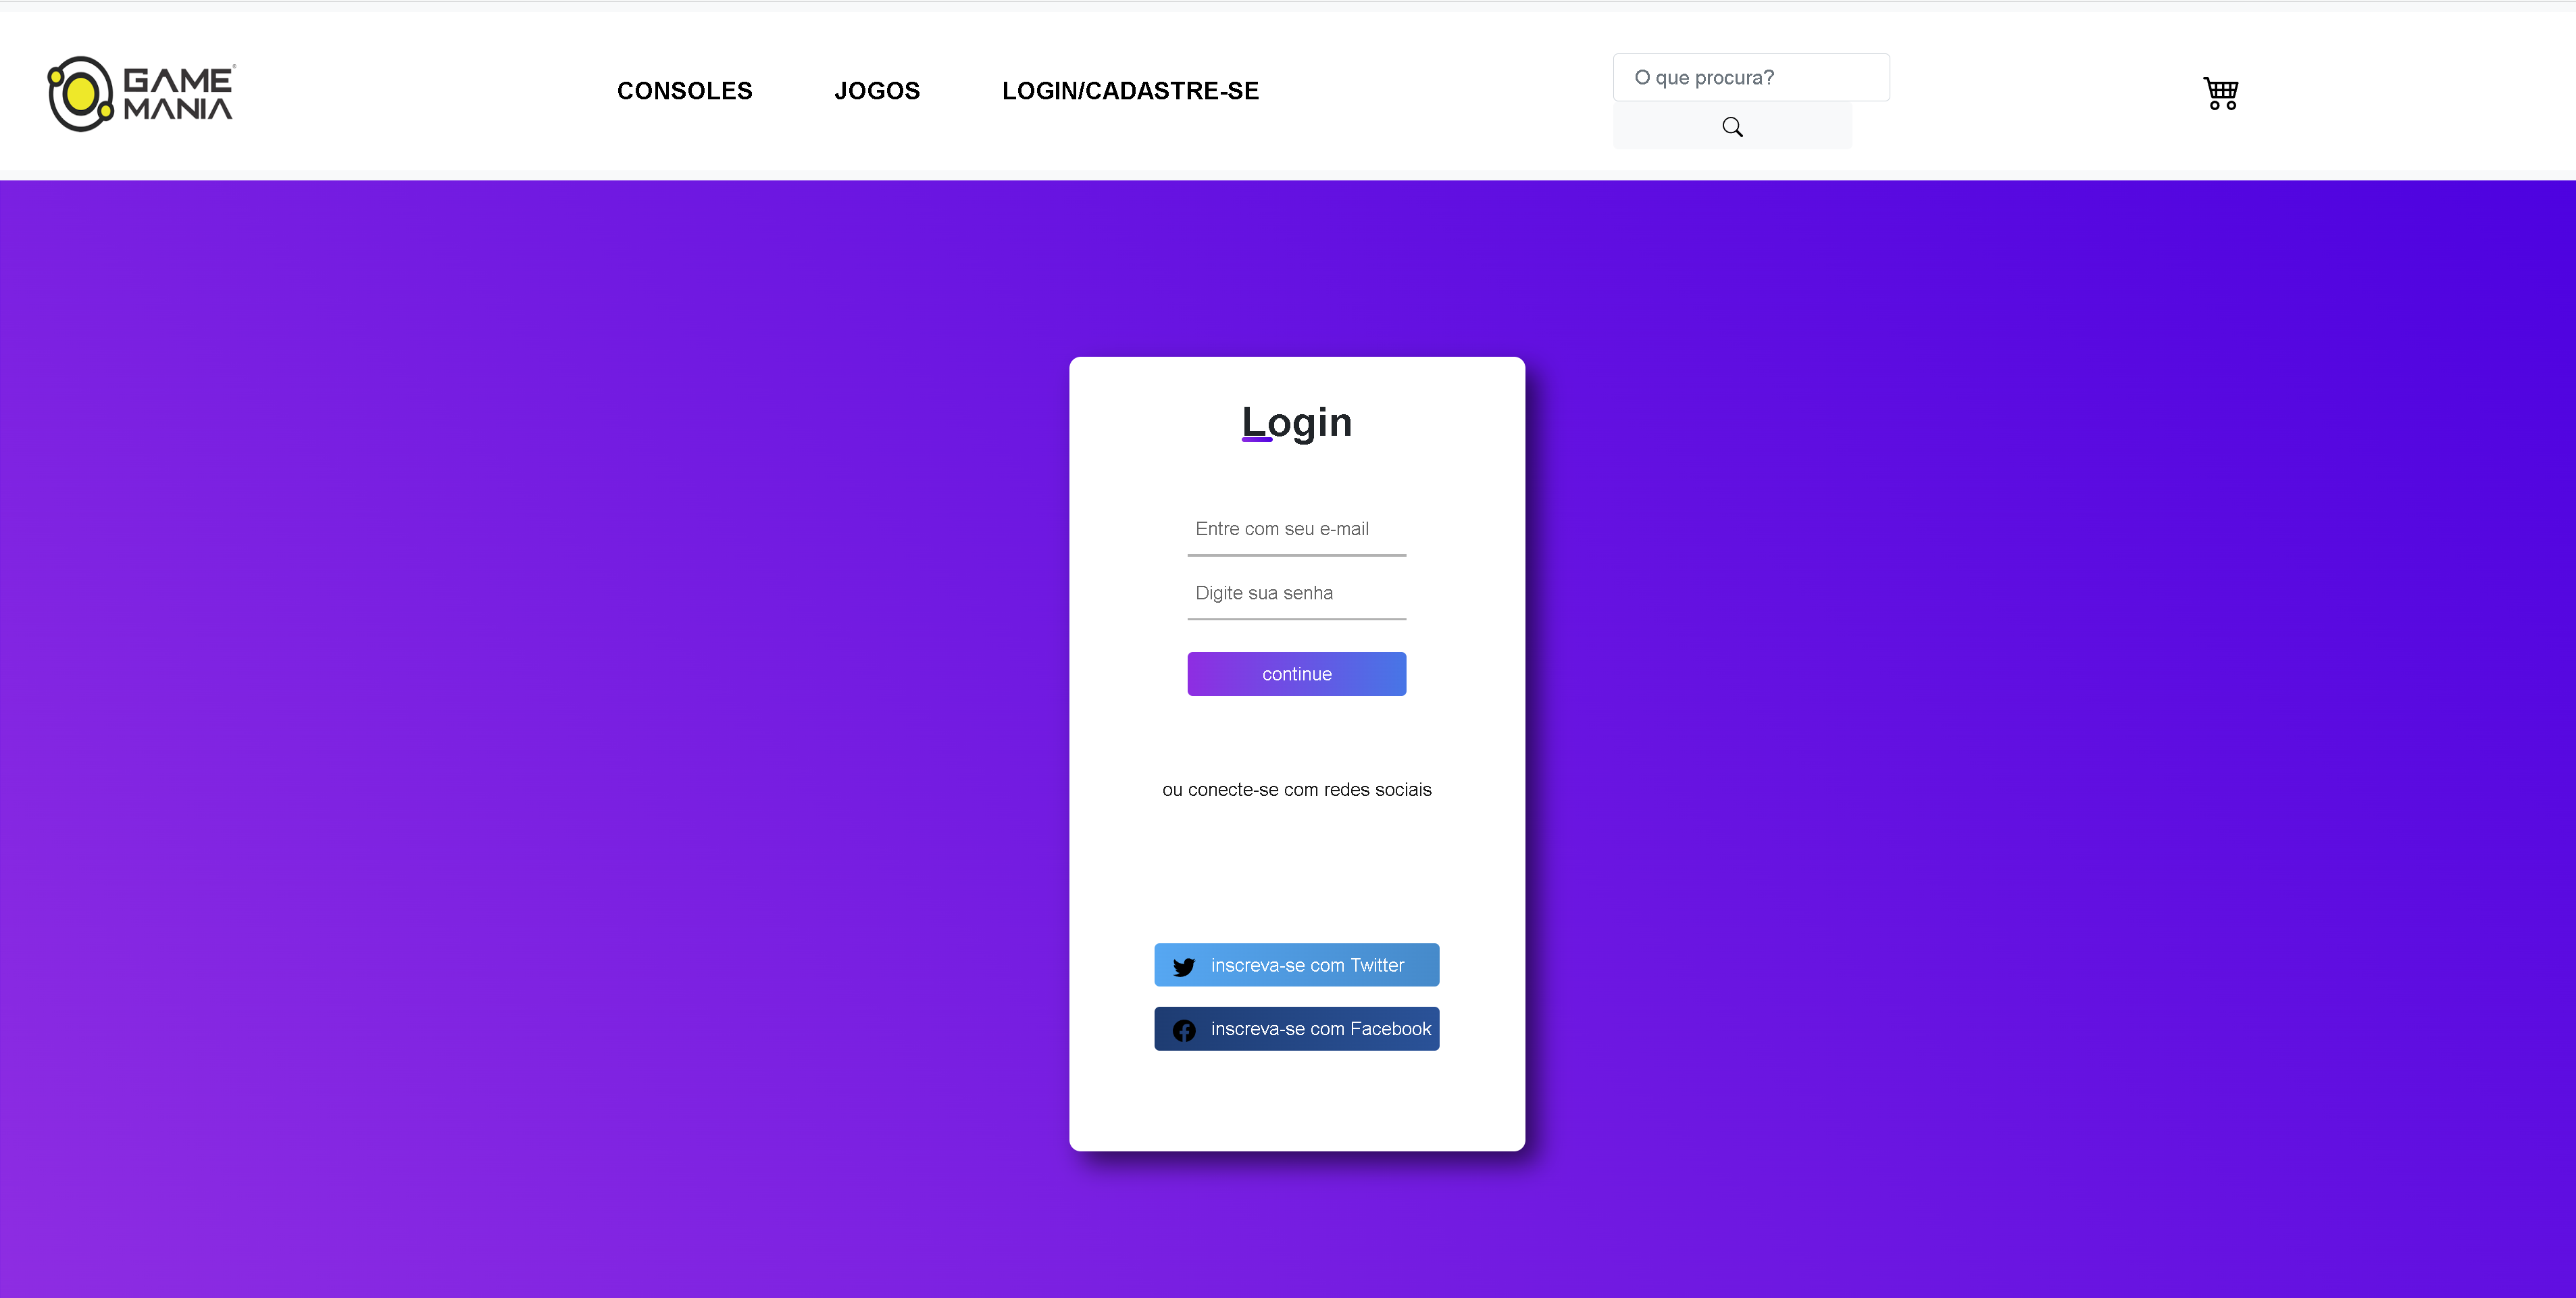 GAME
MANIA
CONSOLES
JOGOS
LOGIN/CADASTRE-SE
O que procura?
Login
Entre com seu e-mail
Digite sua senha
continue
ou conecte-se com redes sociais
inscreva-se com Twitter
inscreva-se com Facebook